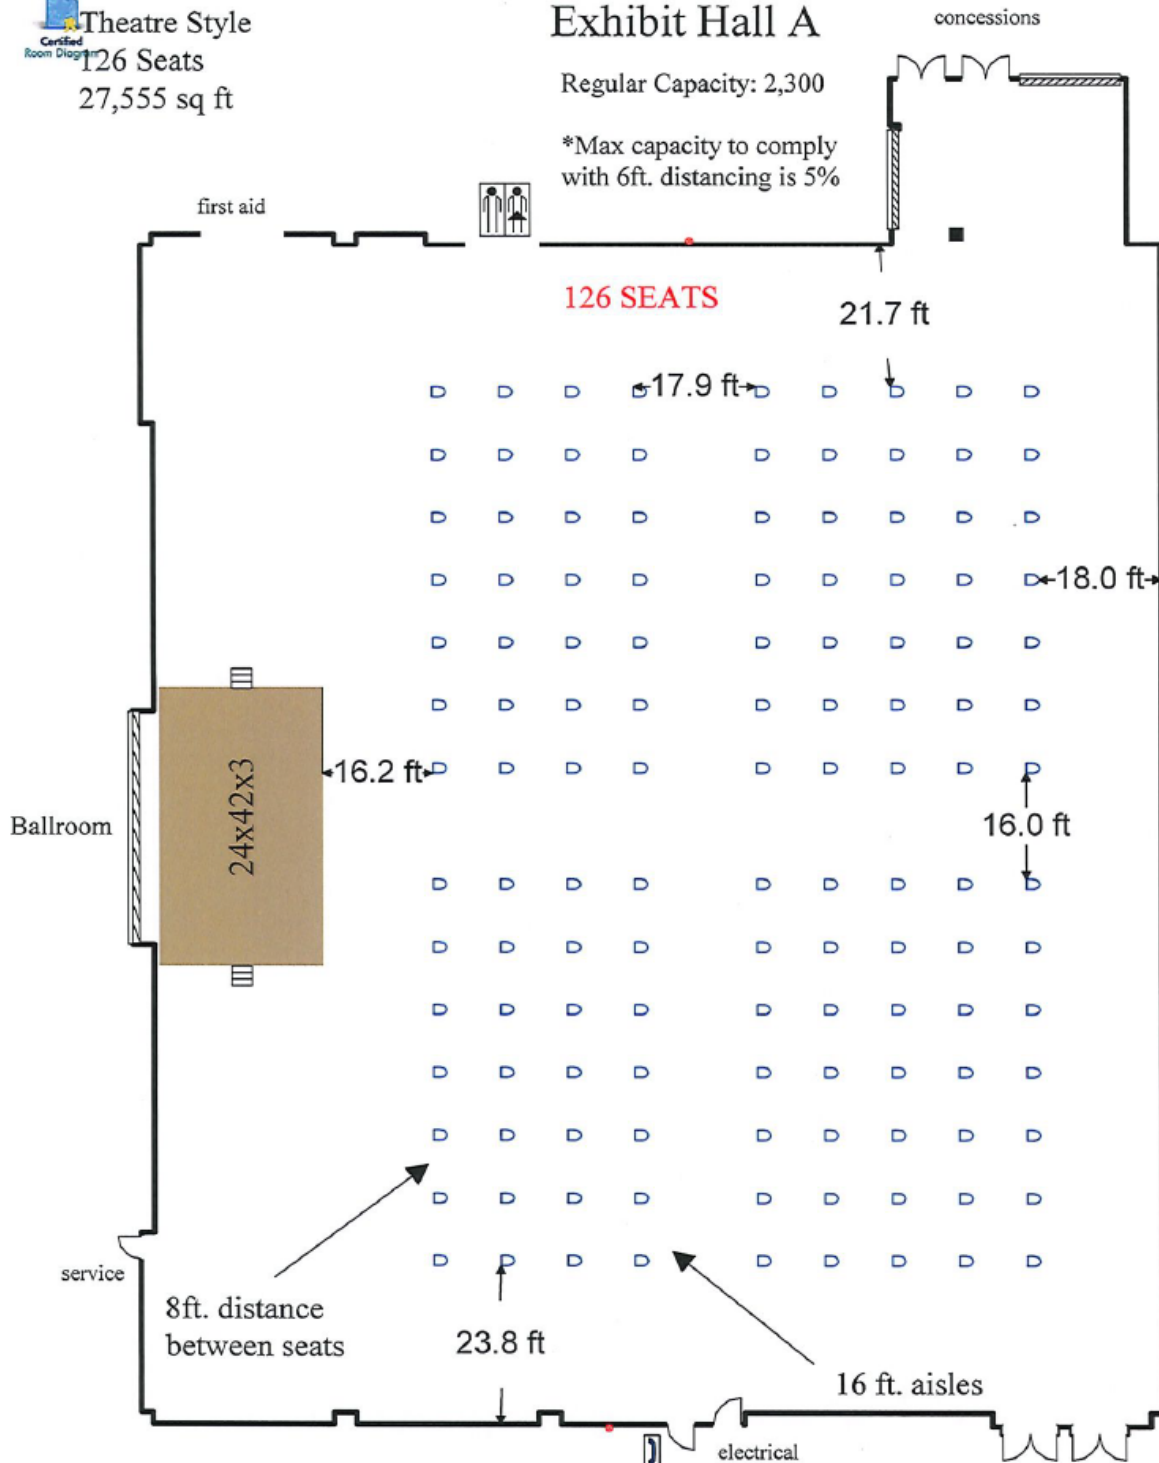 Certified
Room Diagram
Theatre Style
126 Seats
27,555 sq ft
Exhibit Hall A
Regular Capacity: 2,300
*Max capacity to comply
with 6ft. distancing is 5%
concessions
first aid
126 SEATS
21.7 ft
17.9 ft
18.0 ft
16.2 ft
24x42x3
Ballroom
16.0 ft
service
8ft. distance
between seats
23.8 ft
16 ft. aisles
electrical